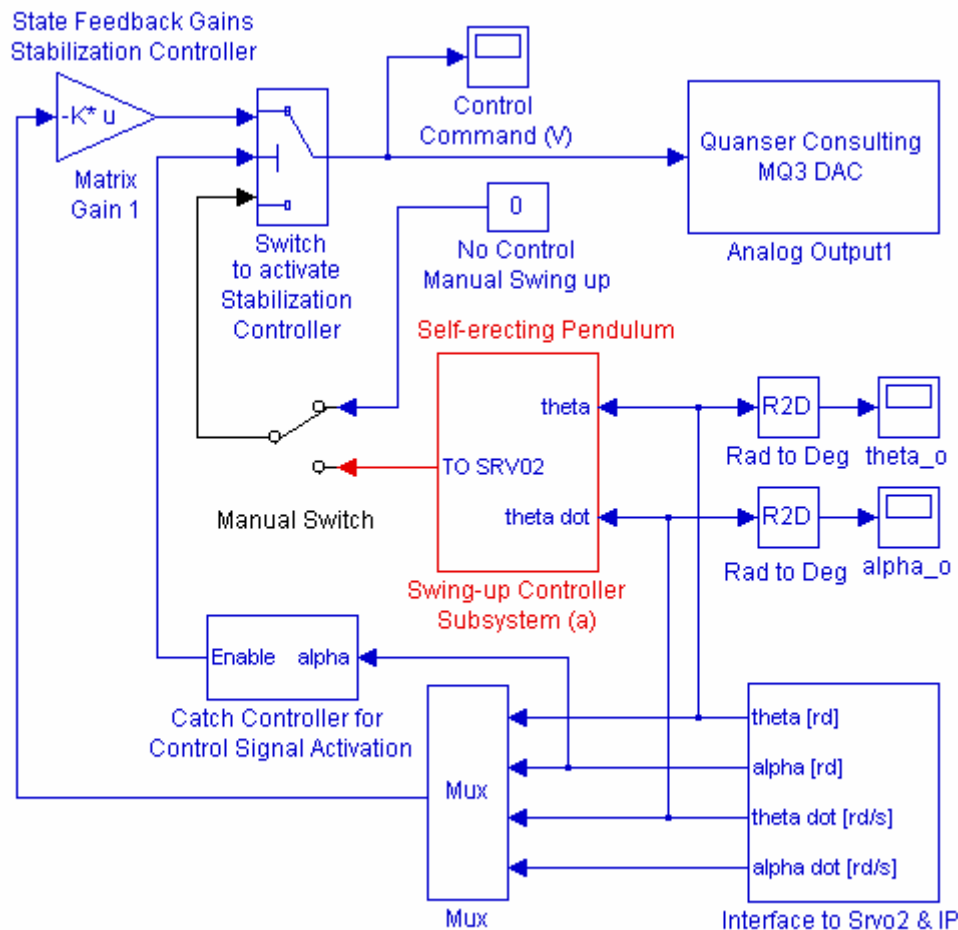 State Feedback Gains
Stabilization Controller
-K* u
Matrix
Gain 1
Switch
to activate
Stabilization
Controller
Control
Command (V)
Quanser Consulting
MQ3 DAC
Analog Output1
0
No Control
Manual Swing up
Self-erecting Pendulum
theta
TO SRV02
theta dot
Swing-up Controller
Subsystem (a)
R2D
Rad to Deg
theta_o
R2D
Rad to Deg
alpha_o
Manual Switch
Enable alpha
Catch Controller for
Control Signal Activation
Mux
Mux
theta [rd]
alpha [rd]
theta dot [rd/s]
alpha dot [rd/s]
Interface to Srvo2 & IP